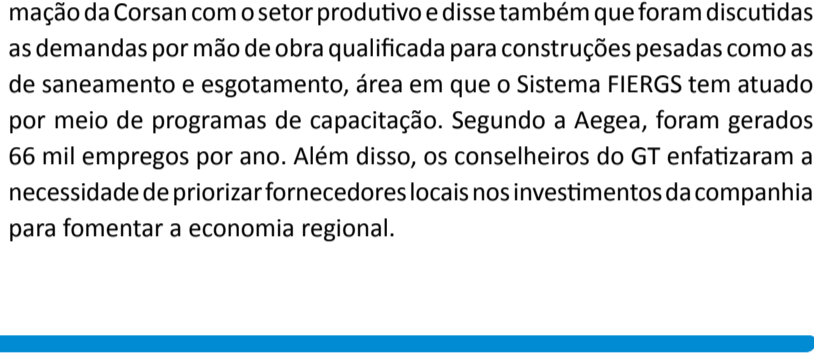 mação da Corsan com o setor produtivo e disse também que foram discutidas
as demandas por mão de obra qualificada para construções pesadas como as
de saneamento e esgotamento, área em que o Sistema FIERGS tem atuado
por meio de programas de capacitação. Segundo a Aegea, foram gerados
66 mil empregos por ano. Além disso, os conselheiros do GT enfatizaram a
necessidade de priorizar fornecedores locais nos investimentos da companhia
para fomentar a economia regional.